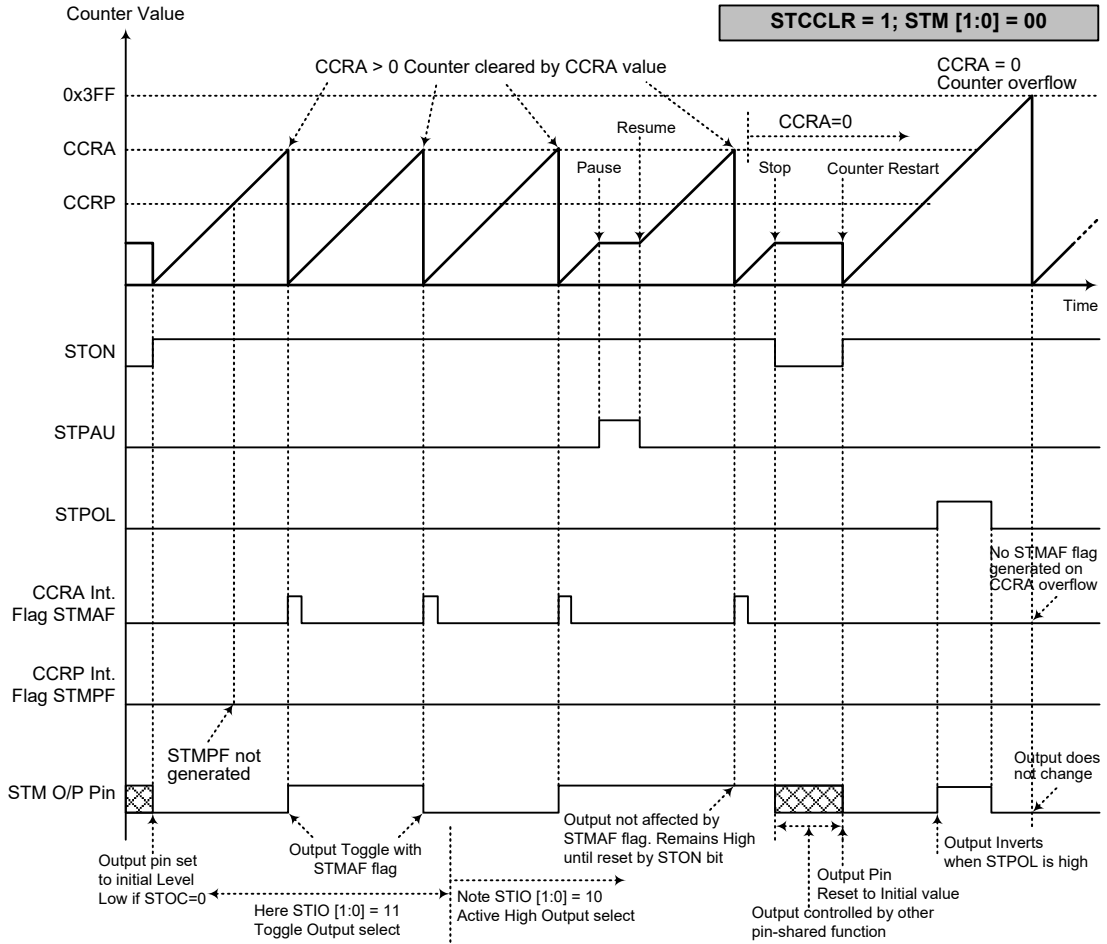 Counter Value
STCCLR = 1; STM [1:0] = 00
CCRA > 0 Counter cleared by CCRA value
CCRA = 0
Counter overflow
0x3FF
Resume
CCRA=0
CCRA
Pause
Stop
Counter Restart
CCRP
Time
STON
STPAU
STPOL
No STMAF flag
generated on
CCRA overflow
CCRA Int.
Flag STMAF
CCRP Int.
Flag STMPF
STMPF not
generated
Output does
not change
STM O/P Pin
Output pin set
to initial Level
Low if STOC=0
Output Toggle with
STMAF flag
Output not affected by
STMAF flag. Remains High
until reset by STON bit
Output Inverts
when STPOL is high
Output Pin
Reset to Initial value
Here STIO [1:0] = 11
Toggle Output select
Note STIO [1:0] = 10
Active High Output select
Output controlled by other
pin-shared function